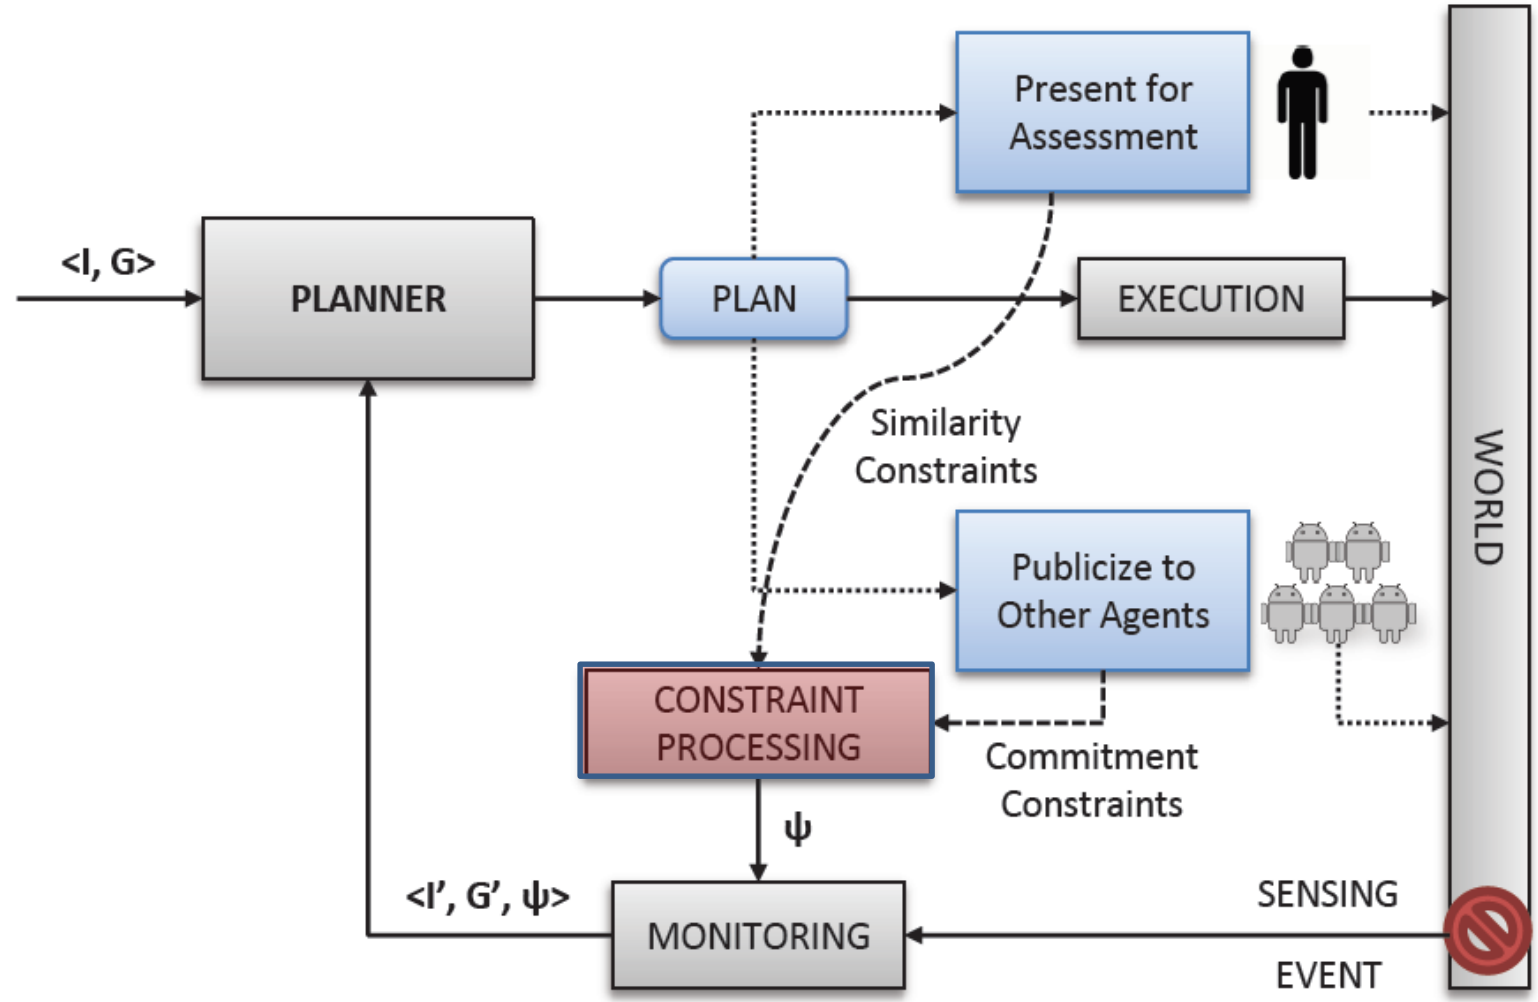 Present for
Assessment
<I, G>
PLANNER
PLAN
EXECUTION
Similarity
Constraints
WORLD
Publicize to
Other Agents
CONSTRAINT
PROCESSING
Commitment
Constraints
ψ
<I’, G’, ψ>
SENSING
MONITORING
EVENT